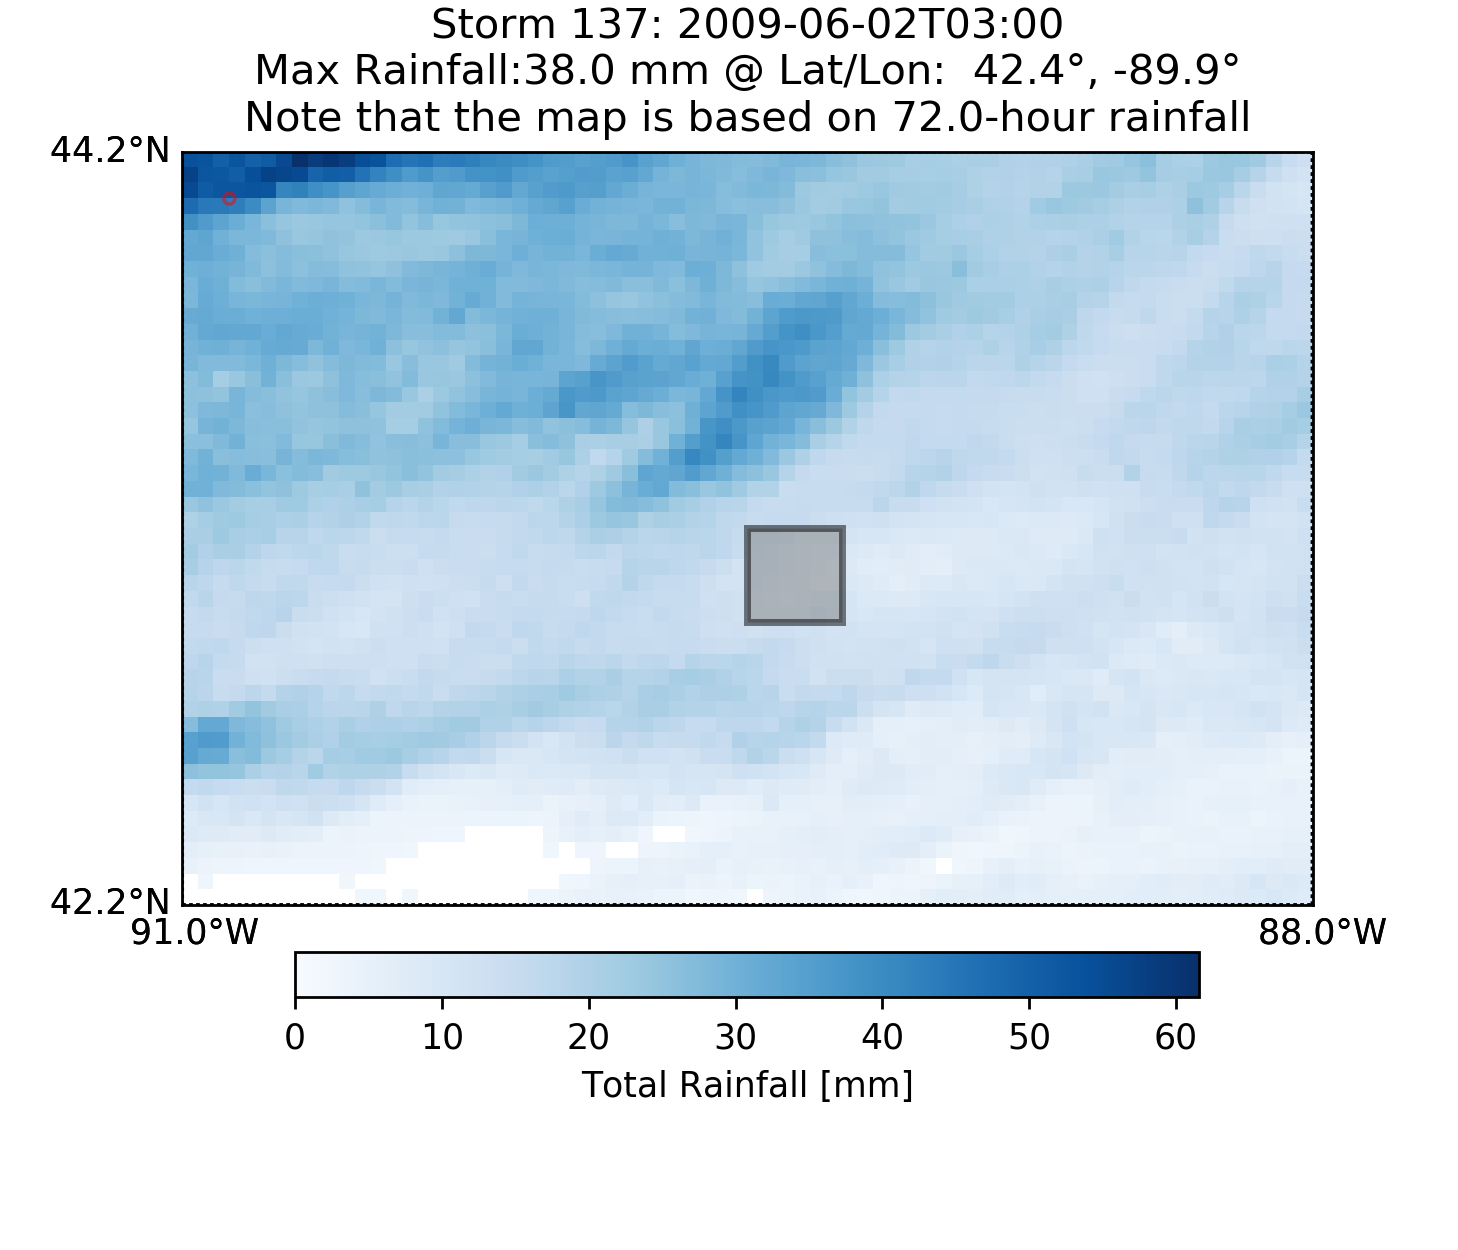 Storm 137: 2009-06-02T03:00
Max Rainfall:38.0 mm @ Lat/Lon:  42.4°, -89.9°
Note that the map is based on 72.0-hour rainfall
44.2°N
42.2°N
91.0°W 88.0°W
0 10 20 30 40 50 60
Total Rainfall [mm]